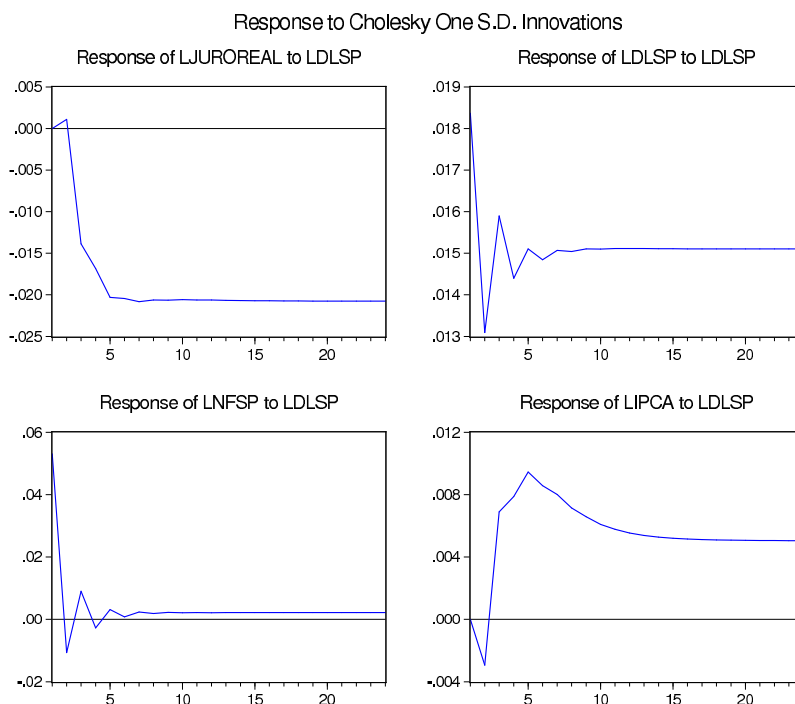 Response to Cholesky One S.D. Innovations
Response of LJUROREAL to LDLSP
.005
.000
-.005
-.010
-.015
-.020
-.025
5 10 15 20
Response of LDLSP to LDLSP
.019
.018
.017
.016
.015
.014
.013
5 10 15 20
Response of LNFSP to LDLSP
.06
.04
.02
.00
-.02
5 10 15 20
Response of LIPCA to LDLSP
.012
.008
.004
.000
-.004
5 10 15 20